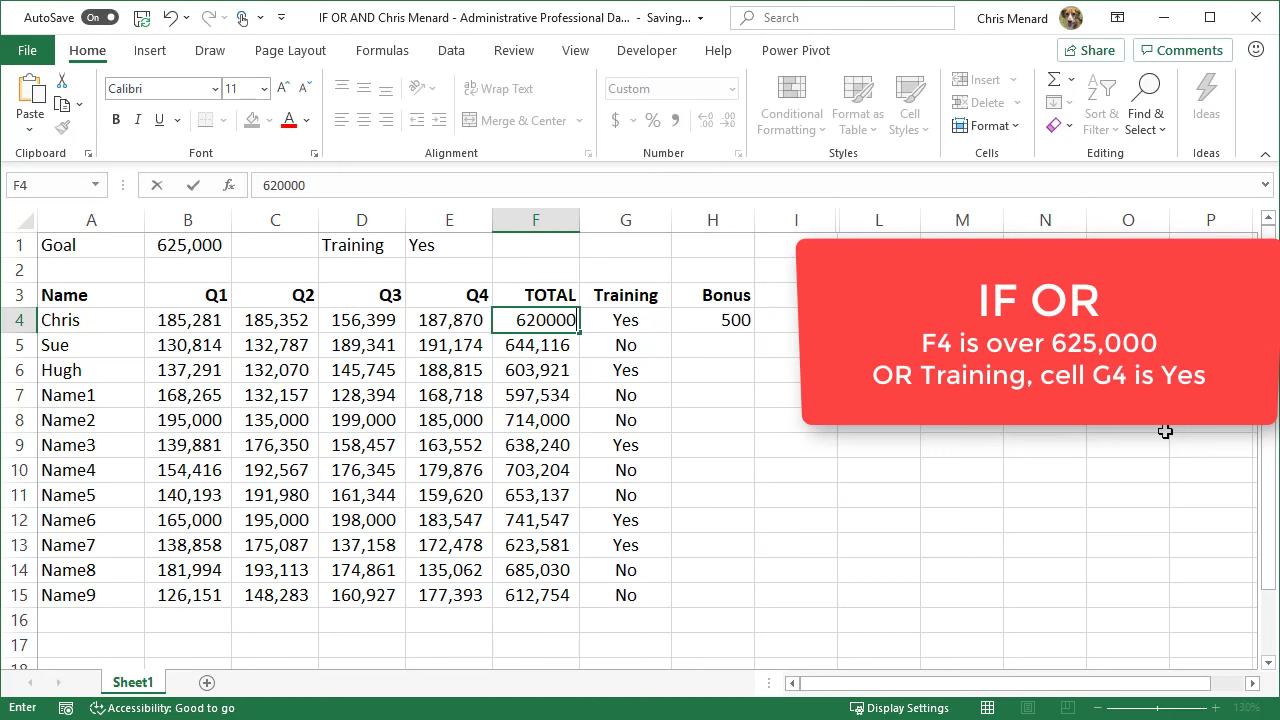 AutoSave On IF OR AND Chris Menard - Administrative Professional Da... - Saving... Search Chris Menard
File Home Insert Draw Page Layout Formulas Data Review View Developer Help Power Pivot Share Comments
Paste Calibri 11 Wrap Text Custom Conditional Formatting Format as Table Cell Styles Insert Sort & Filter Find & Select Ideas
B I U A Merge & Center $ % Delete
Format
Clipboard Font Alignment Number Styles Cells Editing Ideas
F4 fx 620000
A B C D E F G H I L M N O P
1 Goal 625,000 Training Yes
2
3 Name Q1 Q2 Q3 Q4 TOTAL Training Bonus
4 Chris 185,281 185,352 156,399 187,870 620000 Yes 500
5 Sue 130,814 132,787 189,341 191,174 644,116 No
6 Hugh 137,291 132,070 145,745 188,815 603,921 Yes
7 Name1 168,265 132,157 128,394 168,718 597,534 No
8 Name2 195,000 135,000 199,000 185,000 714,000 No
9 Name3 139,881 176,350 158,457 163,552 638,240 Yes
10 Name4 154,416 192,567 176,345 179,876 703,204 No
11 Name5 140,193 191,980 161,344 159,620 653,137 No
12 Name6 165,000 195,000 198,000 183,547 741,547 Yes
13 Name7 138,858 175,087 137,158 172,478 623,581 Yes
14 Name8 181,994 193,113 174,861 135,062 685,030 No
15 Name9 126,151 148,283 160,927 177,393 612,754 No
16
17
18
IF OR
F4 is over 625,000
OR Training, cell G4 is Yes
Sheet1
Enter Accessibility: Good to go Display Settings 130%